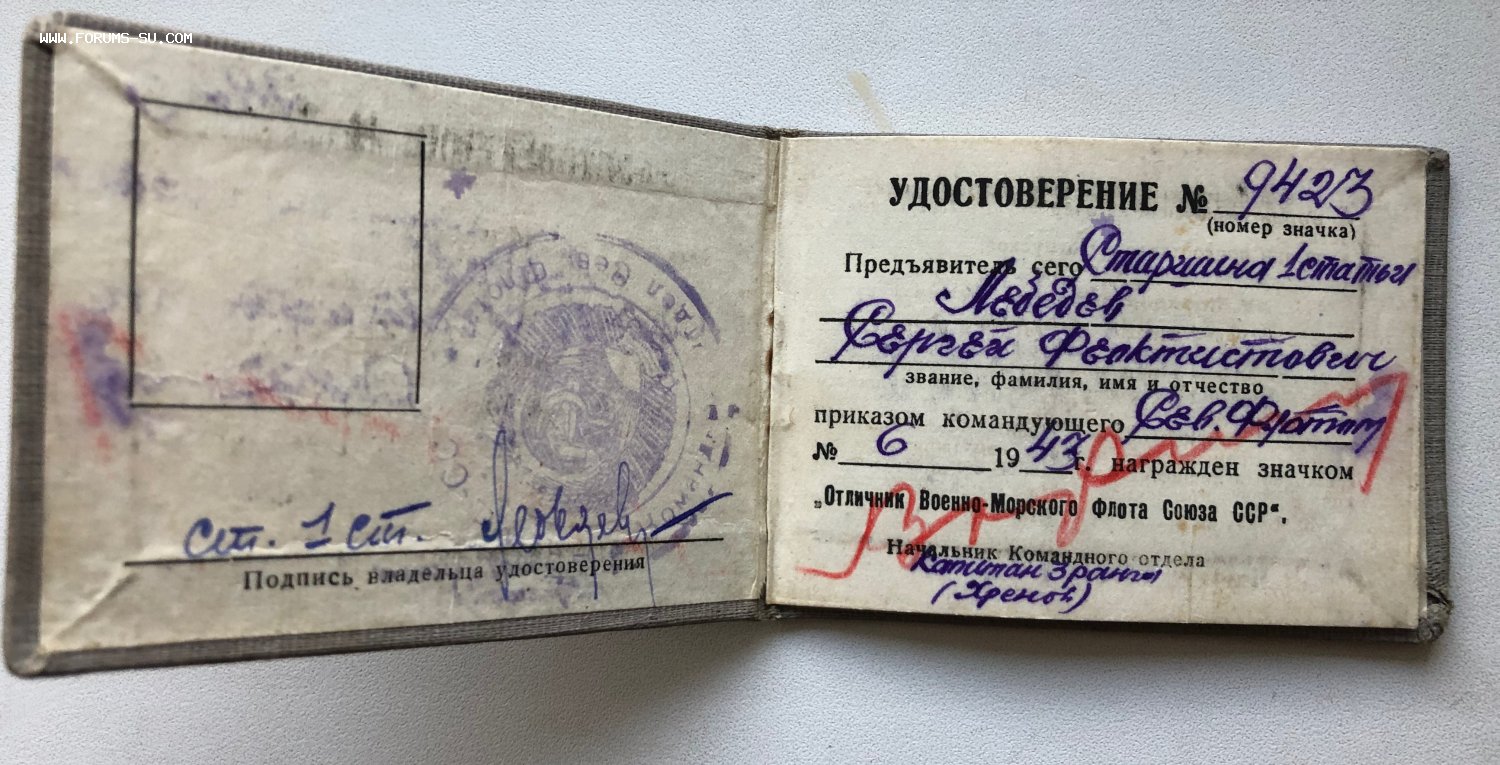 WWW.FORUMS-SU.COM
ст. 1 ст. Лебедев
Подпись владельца удостоверения
УДОСТОВЕРЕНИЕ № 9423
(номер значка)
Предъявитель сего Старшина 1 статьи
Лебедев
Сергей Феоктистович
звание, фамилия, имя и отчество
приказом командующего Сев. Флотом
№ 6 1943 г. награжден значком
„Отличник Военно-Морского флота Союза ССР“.
Начальник Командного отдела
Капитан 3 ранга
(Хренов)